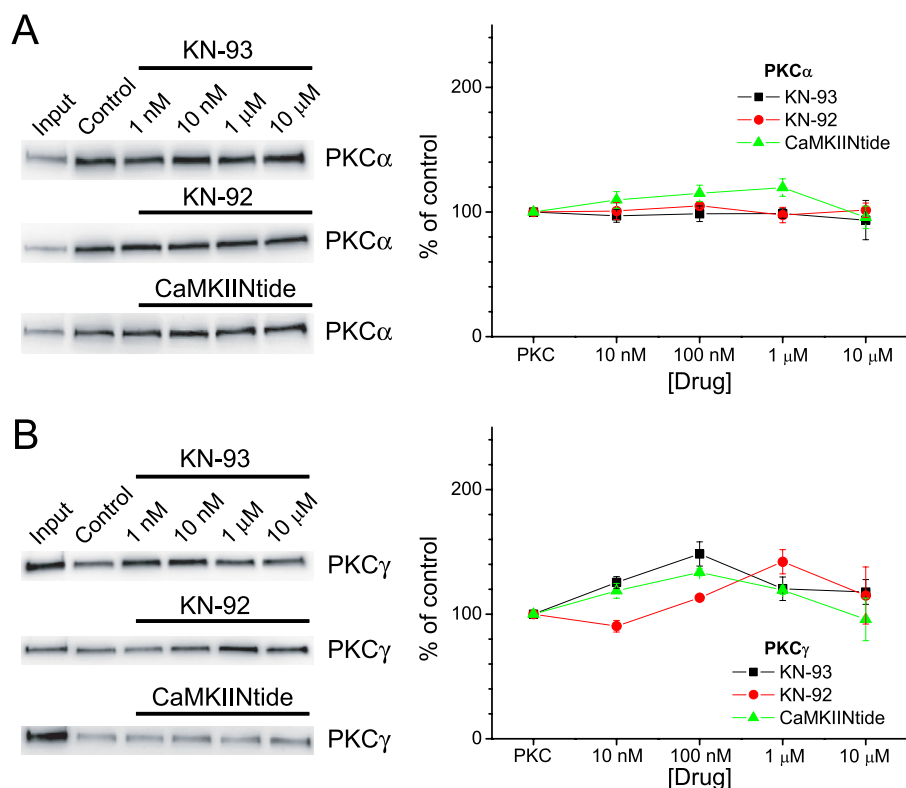 A
KN-93
Input Control 1 nM 10 nM 1 μM 10 μM
PKCα
KN-92
PKCα
CaMKIINtide
PKCα
% of control
200
100
0
PKCα
KN-93
KN-92
CaMKIINtide
PKC 10 nM 100 nM 1 μM 10 μM
[Drug]
B
KN-93
Input Control 1 nM 10 nM 1 μM 10 μM
PKCγ
KN-92
PKCγ
CaMKIINtide
PKCγ
% of control
200
100
0
PKCγ
KN-93
KN-92
CaMKIINtide
PKC 10 nM 100 nM 1 μM 10 μM
[Drug]